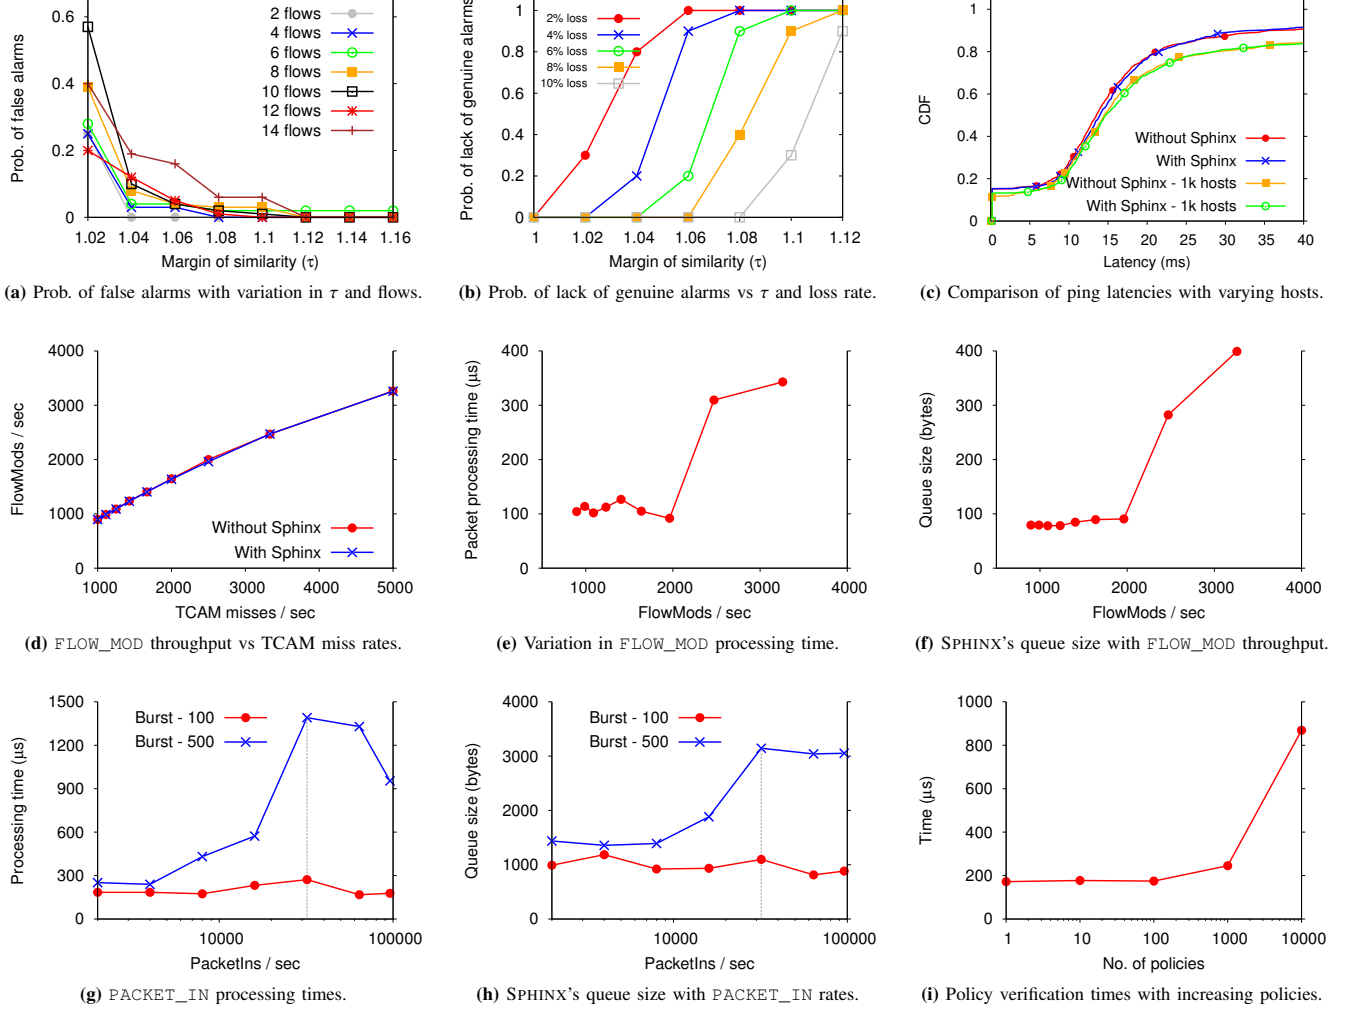 0.6
0.4
0.2
0
Prob. of false alarms
2 flows
4 flows
6 flows
8 flows
10 flows
12 flows
14 flows
1.02 1.04 1.06 1.08 1.1 1.12 1.14 1.16
Margin of similarity (τ)
(a) Prob. of false alarms with variation in τ and flows.
1
0.8
0.6
0.4
0.2
0
Prob. of lack of genuine alarms
2% loss
4% loss
6% loss
8% loss
10% loss
1 1.02 1.04 1.06 1.08 1.1 1.12
Margin of similarity (τ)
(b) Prob. of lack of genuine alarms vs τ and loss rate.
1
0.8
0.6
0.4
0.2
0
CDF
Without Sphinx
With Sphinx
Without Sphinx - 1k hosts
With Sphinx - 1k hosts
0 5 10 15 20 25 30 35 40
Latency (ms)
(c) Comparison of ping latencies with varying hosts.
4000
3000
2000
1000
0
FlowMods / sec
Without Sphinx
With Sphinx
1000 2000 3000 4000 5000
TCAM misses / sec
(d) FLOW_MOD throughput vs TCAM miss rates.
400
300
200
100
0
Packet processing time (μs)
1000 2000 3000 4000
FlowMods / sec
(e) Variation in FLOW_MOD processing time.
400
300
200
100
0
Queue size (bytes)
1000 2000 3000 4000
FlowMods / sec
(f) SPHINX's queue size with FLOW_MOD throughput.
1500
1200
900
600
300
0
Processing time (μs)
Burst - 100
Burst - 500
10000 100000
PacketIns / sec
(g) PACKET_IN processing times.
4000
3000
2000
1000
0
Queue size (bytes)
Burst - 100
Burst - 500
10000 100000
PacketIns / sec
(h) SPHINX's queue size with PACKET_IN rates.
1000
800
600
400
200
0
Time (μs)
1 10 100 1000 10000
No. of policies
(i) Policy verification times with increasing policies.